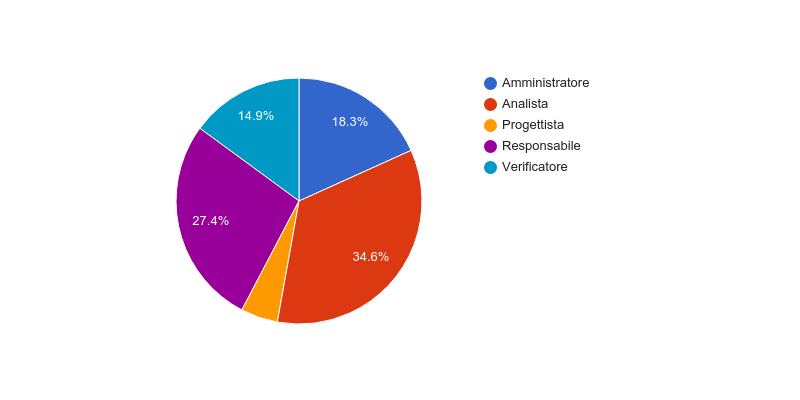 18.3%
34.6%
27.4%
14.9%
Amministratore
Analista
Progettista
Responsabile
Verificatore